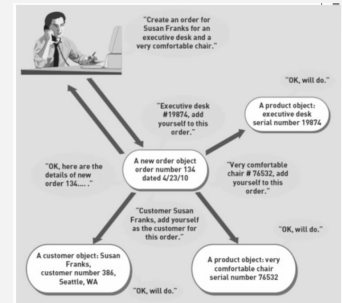 "Create an order for
Susan Franks for an
executive desk and a
very comfortable chair."
"OK, will do."
"Executive desk
#19874, add
yourself to this
order."
A product object:
executive desk
serial number 19874
"OK, here are the
details of new
order 134..... "
A new order object
order number 134
dated 4/23/10
"Very comfortable
chair # 76532, add
yourself to this
order."
"Customer Susan
Franks, add yourself
as the customer for
this order."
"OK, will do."
A customer object: Susan
Franks,
customer number 386,
Seattle, WA
A product object: very
comfortable chair
serial number 76532
"OK, will do."